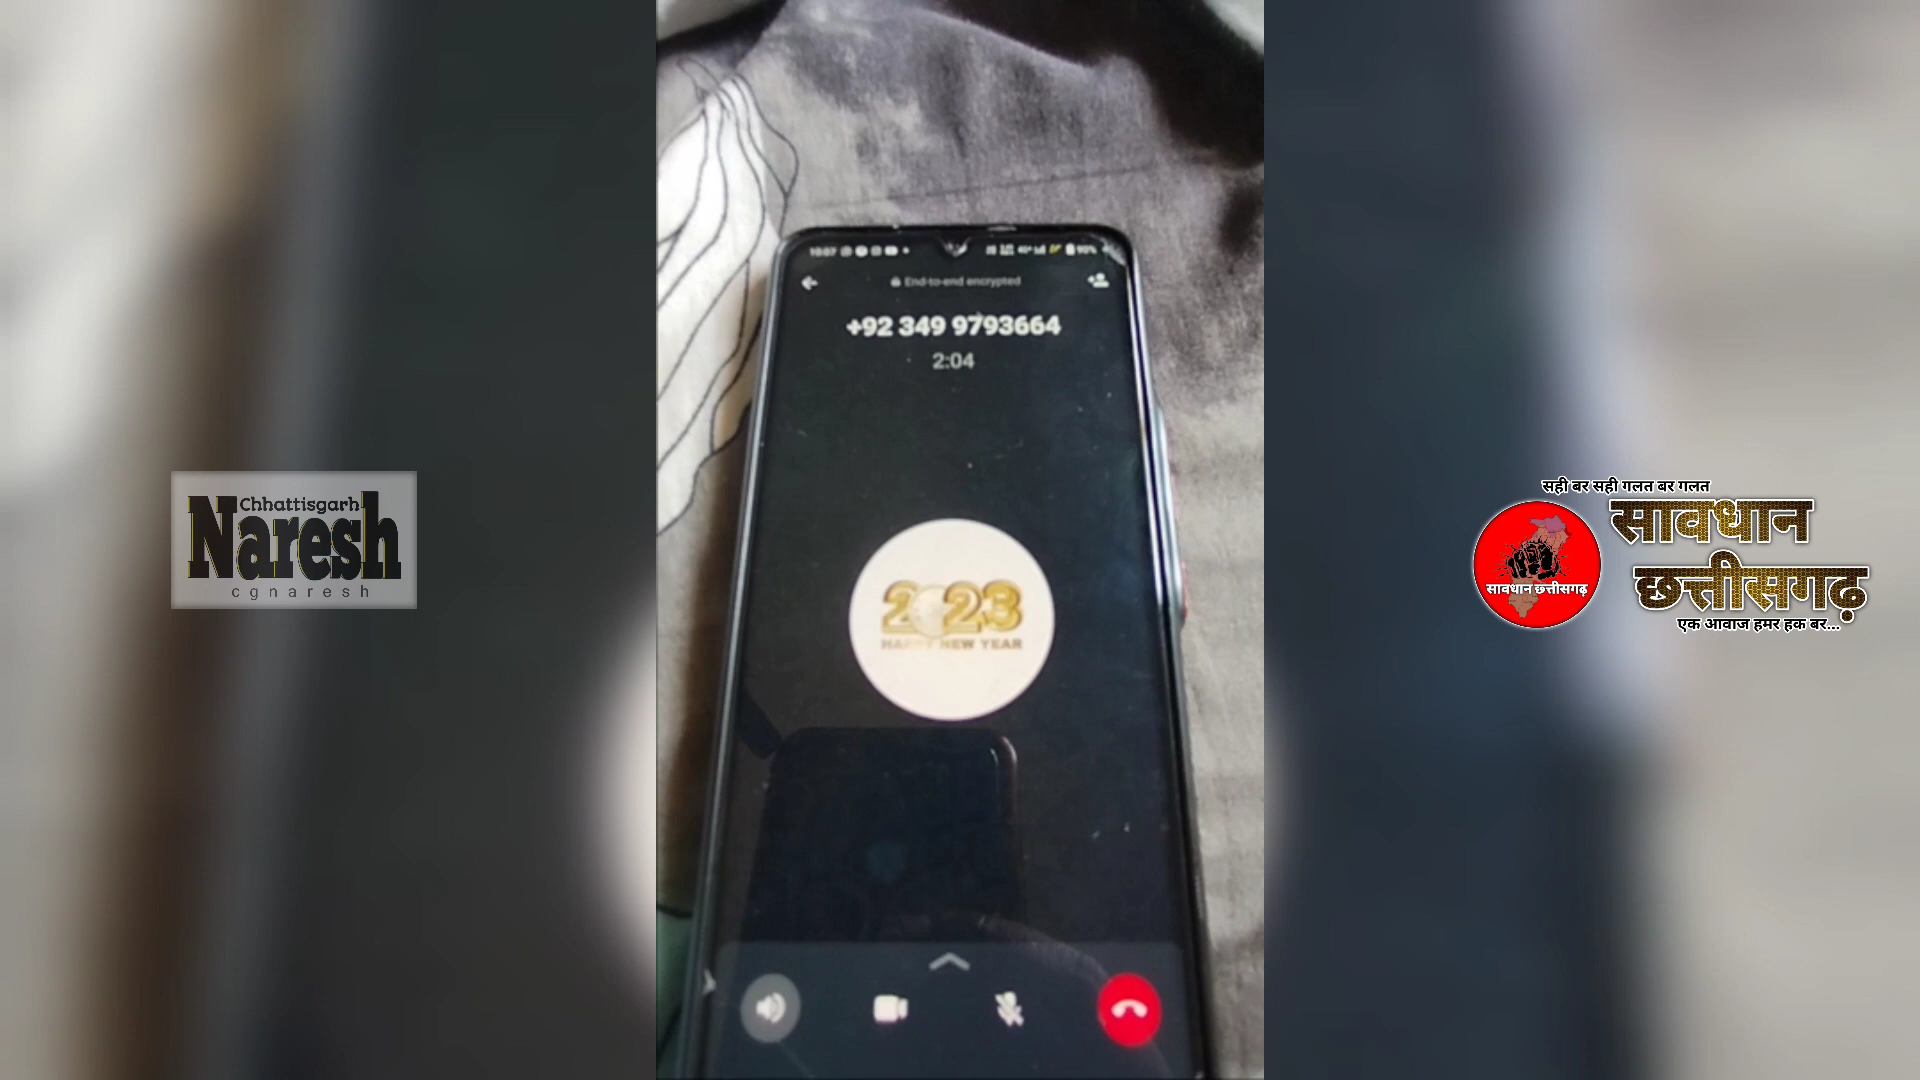 Chhattisgarh
Naresh
cgnaresh
End-to-end encrypted
+92 349 9793664
2:04
2023
HAPPY NEW YEAR
सही बर सही गलत बर गलत
सावधान
छत्तीसगढ़
सावधान छत्तीसगढ़
एक आवाज हमर हक बर...